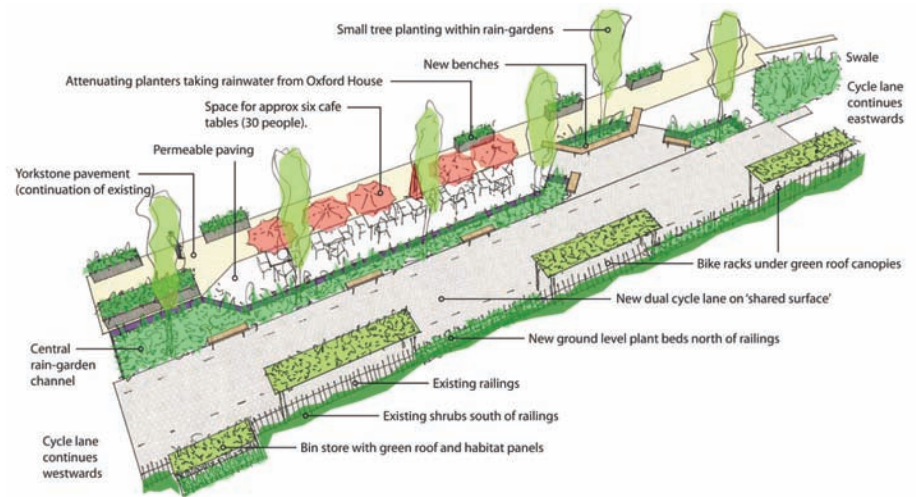 Small tree planting within rain-gardens
New benches
Attenuating planters taking rainwater from Oxford House
Space for approx six cafe
tables (30 people).
Permeable paving
Yorkstone pavement
(continuation of existing)
Swale
Cycle lane
continues
eastwards
Bike racks under green roof canopies
New dual cycle lane on 'shared surface'
New ground level plant beds north of railings
Central
rain-garden
channel
Existing railings
Existing shrubs south of railings
Cycle lane
continues
westwards
Bin store with green roof and habitat panels